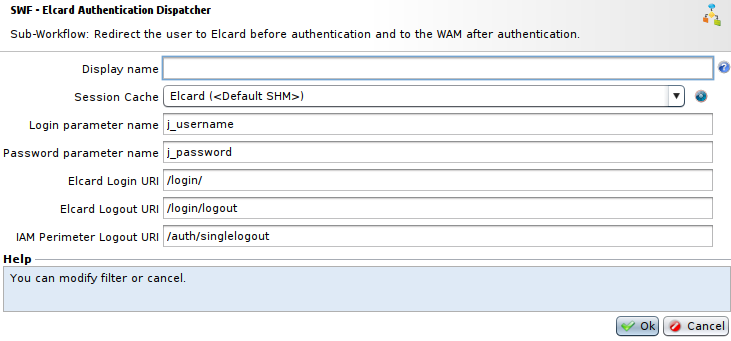 SWF - Elcard Authentication Dispatcher
Sub-Workflow: Redirect the user to Elcard before authentication and to the WAM after authentication.
Display name
Session Cache Elcard (<Default SHM>)
Login parameter name j_username
Password parameter name j_password
Elcard Login URI /login/
Elcard Logout URI /login/logout
IAM Perimeter Logout URI /auth/singlelogout
Help
You can modify filter or cancel.
Ok Cancel